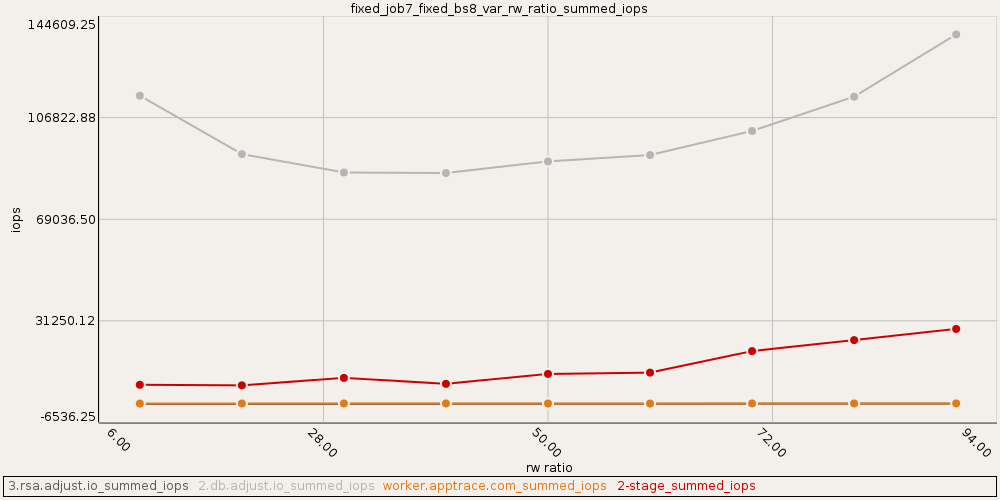 fixed_job7_fixed_bs8_var_rw_ratio_summed_iops
144609.25
106822.88
69036.50
31250.12
-6536.25
iops
6.00
28.00
50.00
72.00
94.00
rw ratio
3.rsa.adjust.io_summed_iops 2.db.adjust.io_summed_iops worker.apptrace.com_summed_iops 2-stage_summed_iops